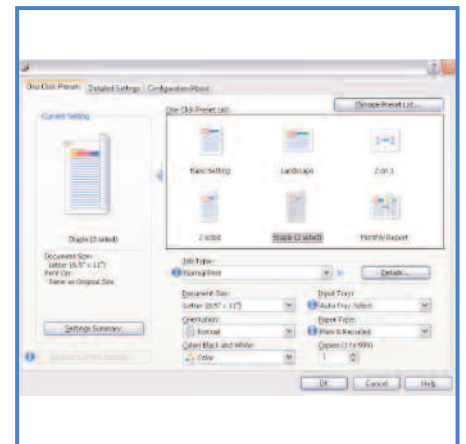 One Click Presets Detailed Settings Configuration/About
Current Setting
One Click Preset List:
Manage Preset List...
Basic Setting Landscape 2 on 1
2 sided Staple (2 sided) Monthly Report
Staple (2 sided)
Document Size:
Letter (8.5" x 11")
Print On:
Same as Original Size
Settings Summary
Job Type:
Normal Print
Details...
Document Size: Input Tray:
Letter (8.5" x 11") Auto Tray Select
Orientation: Paper Type:
Portrait Plain & Recycled
Color/Black and White: Copies:(1 to 999)
Color 1
OK Cancel Help